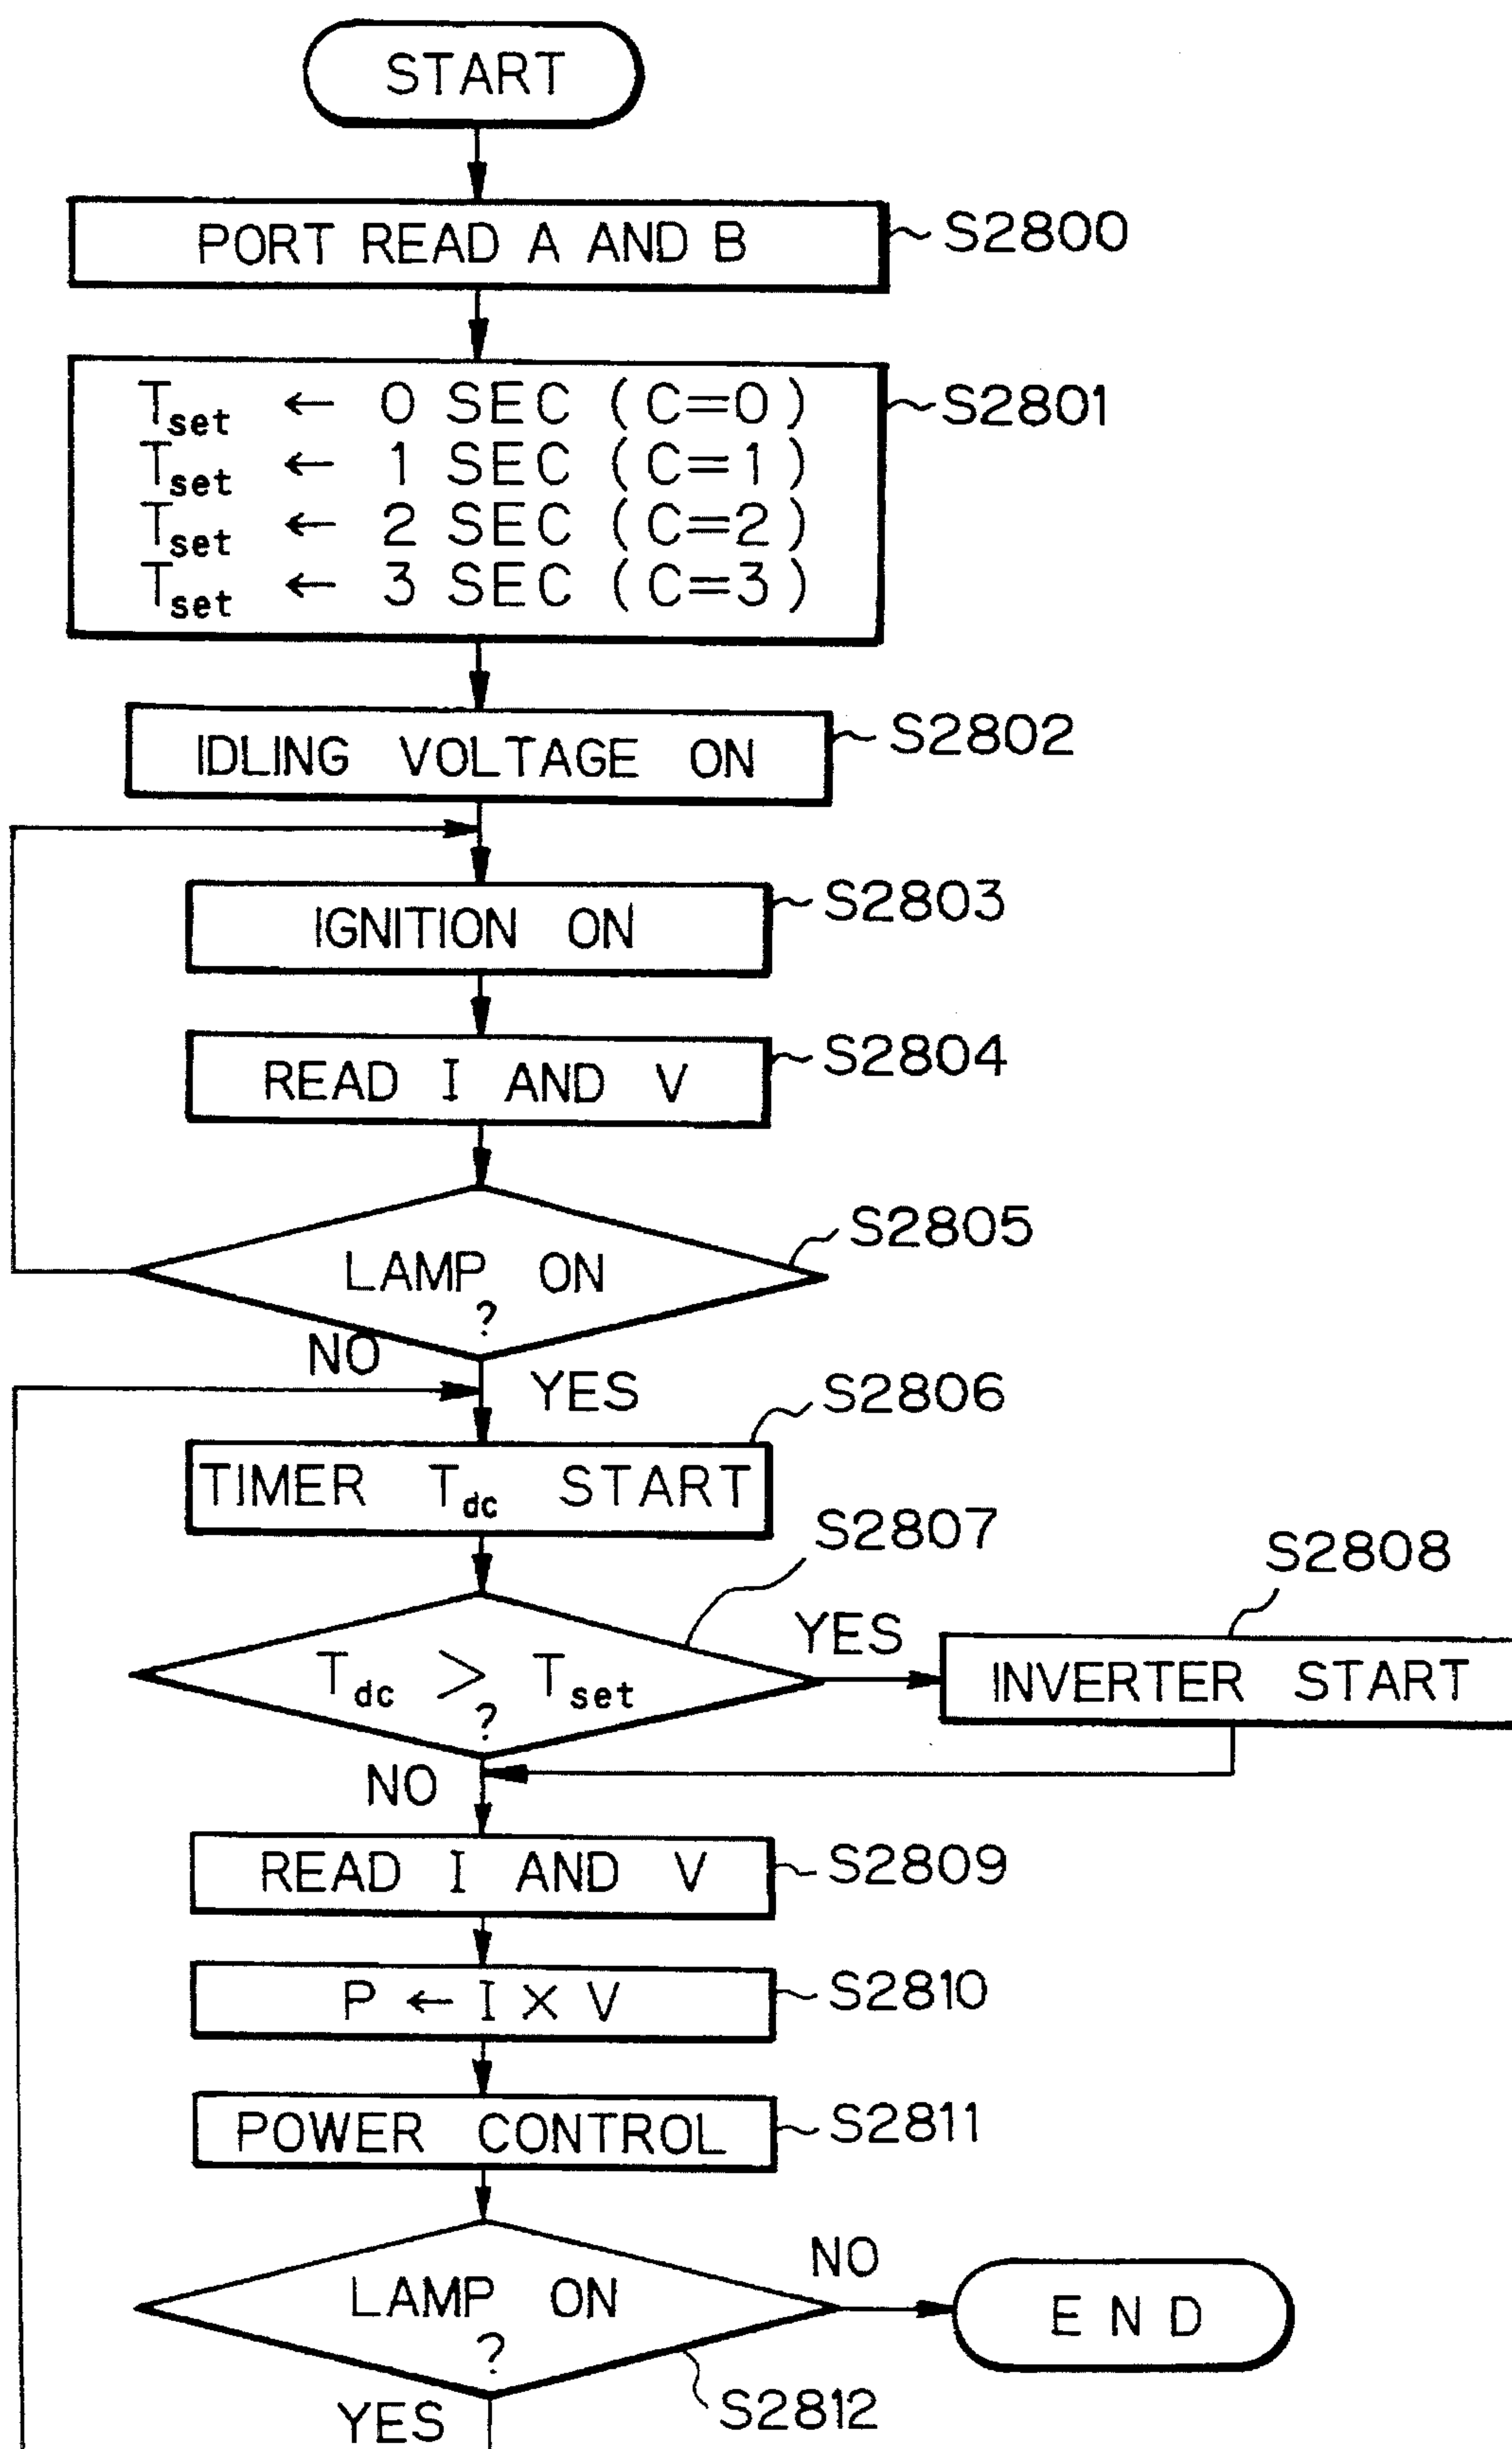 START
PORT READ A AND B
S2800
Tset ← 0 SEC (C=0)
Tset ← 1 SEC (C=1)
Tset ← 2 SEC (C=2)
Tset ← 3 SEC (C=3)
S2801
IDLING VOLTAGE ON
S2802
IGNITION ON
S2803
READ I AND V
S2804
LAMP ON
?
S2805
NO
YES
TIMER Tdc START
S2806
Tdc > Tset
?
S2807
YES
INVERTER START
S2808
NO
READ I AND V
S2809
P ← I × V
S2810
POWER CONTROL
S2811
LAMP ON
?
S2812
NO
END
YES